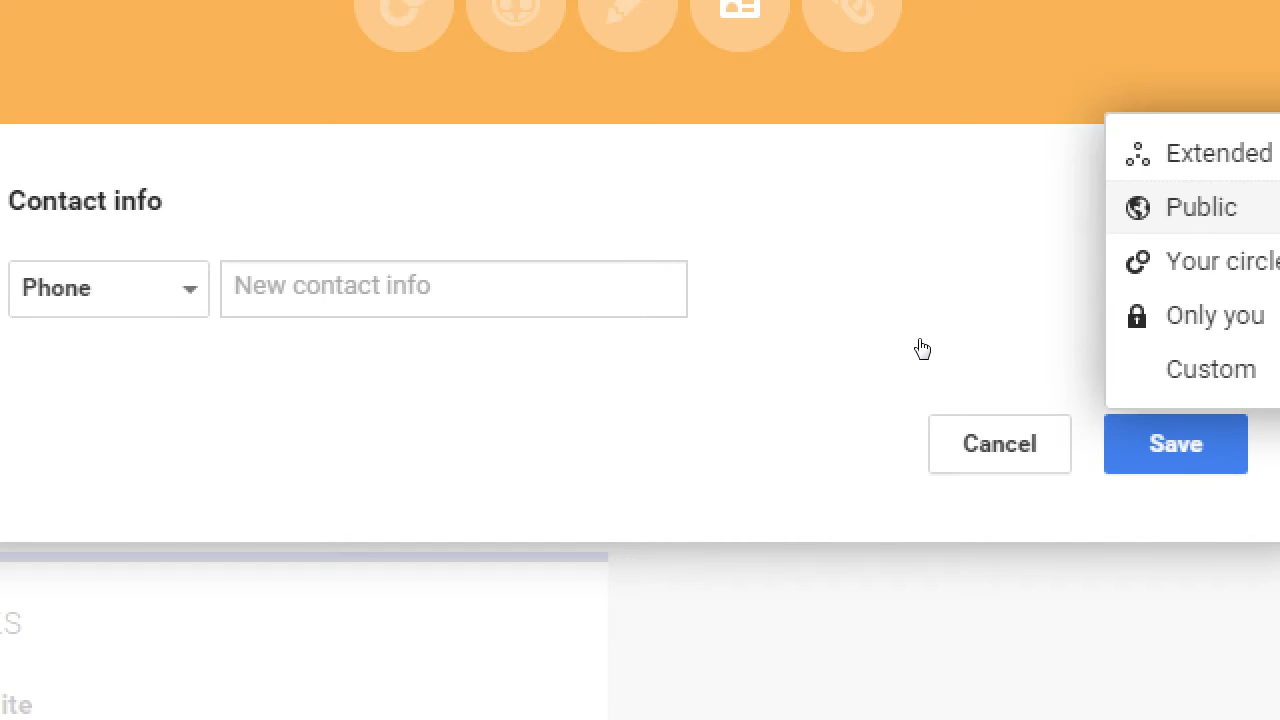 Extended
Contact info
Public
Your circle
Phone
New contact info
Only you
Custom
Cancel
Save
ite